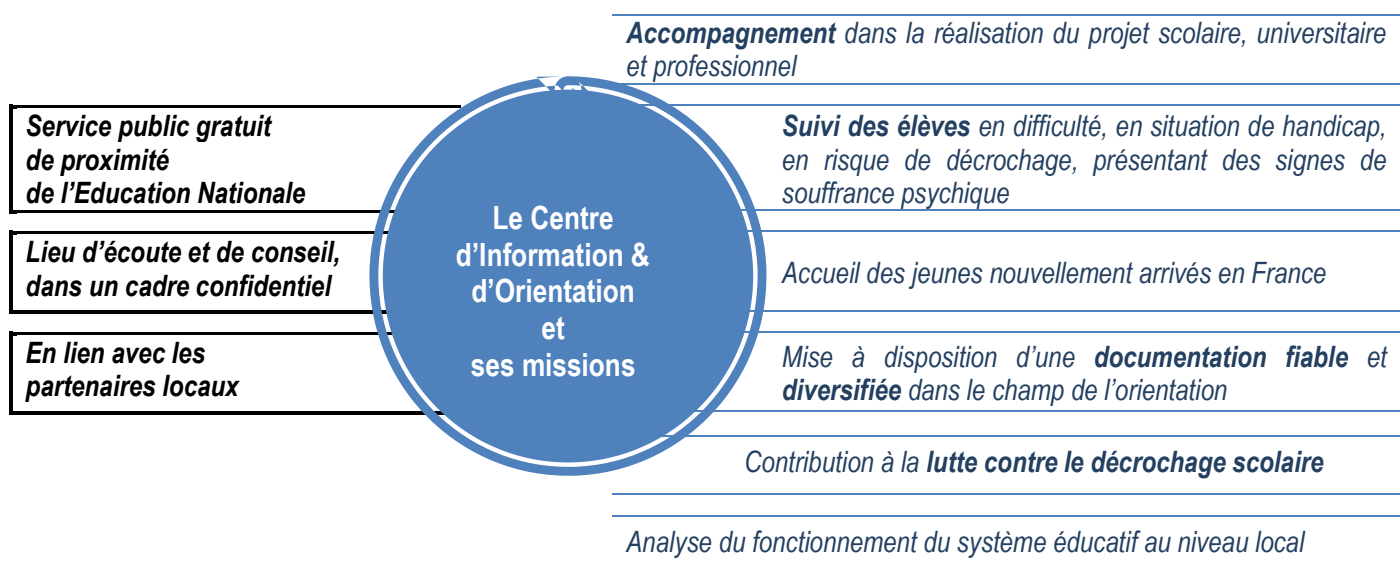 Accompagnement dans la réalisation du projet scolaire, universitaire
et professionnel
Service public gratuit
de proximité
de l'Education Nationale
Lieu d'écoute et de conseil,
dans un cadre confidentiel
En lien avec les
partenaires locaux
Le Centre
d'Information &
d'Orientation
et
ses missions
Suivi des élèves en difficulté, en situation de handicap,
en risque de décrochage, présentant des signes de
souffrance psychique
Accueil des jeunes nouvellement arrivés en France
Mise à disposition d'une documentation fiable et
diversifiée dans le champ de l'orientation
Contribution à la lutte contre le décrochage scolaire
Analyse du fonctionnement du système éducatif au niveau local